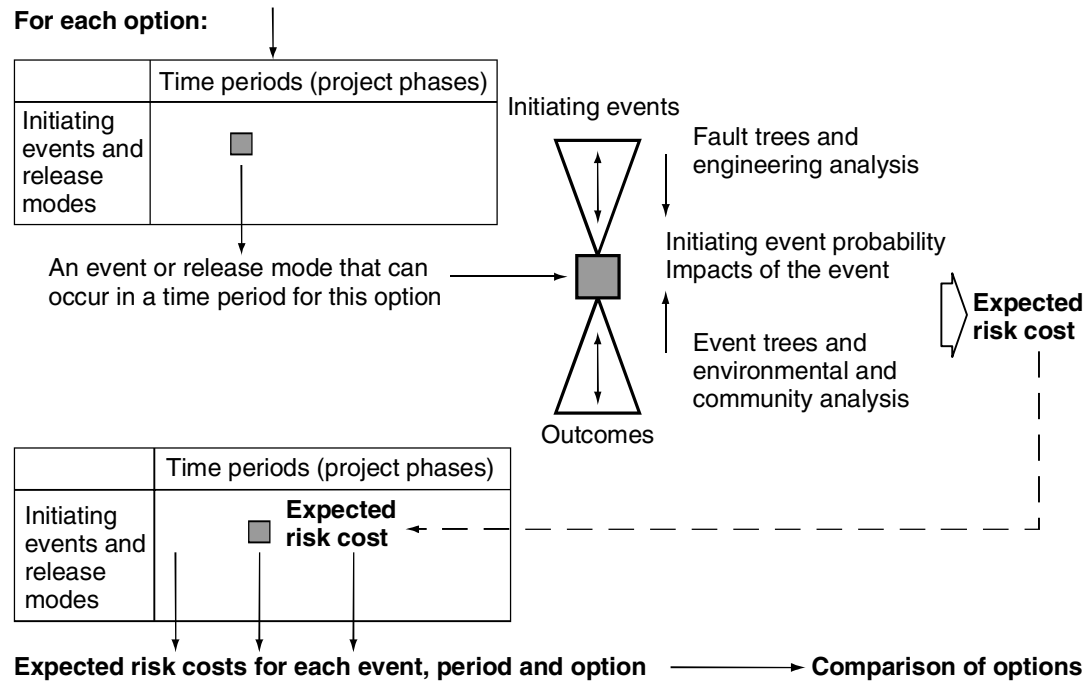 For each option:
Time periods (project phases)
Initiating
events and
release
modes
An event or release mode that can
occur in a time period for this option
Initiating events
Outcomes
Fault trees and
engineering analysis
Initiating event probability
Impacts of the event
Event trees and
environmental and
community analysis
Expected
risk cost
Time periods (project phases)
Initiating
events and
release
modes
Expected
risk cost
Expected risk costs for each event, period and option
Comparison of options